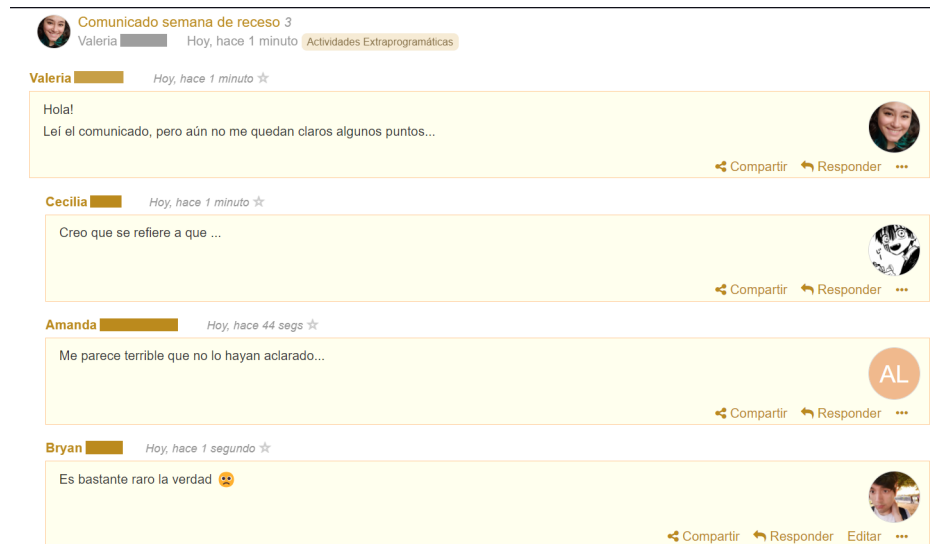 Comunicado semana de receso 3
Valeria Hoy, hace 1 minuto Actividades Extraprogramáticas
Valeria Hoy, hace 1 minuto
Hola!
Leí el comunicado, pero aún no me quedan claros algunos puntos...
Compartir Responder
Cecilia Hoy, hace 1 minuto
Creo que se refiere a que ...
Compartir Responder
Amanda Hoy, hace 44 segs
Me parece terrible que no lo hayan aclarado...
AL
Compartir Responder
Bryan Hoy, hace 1 segundo
Es bastante raro la verdad
Compartir Responder Editar